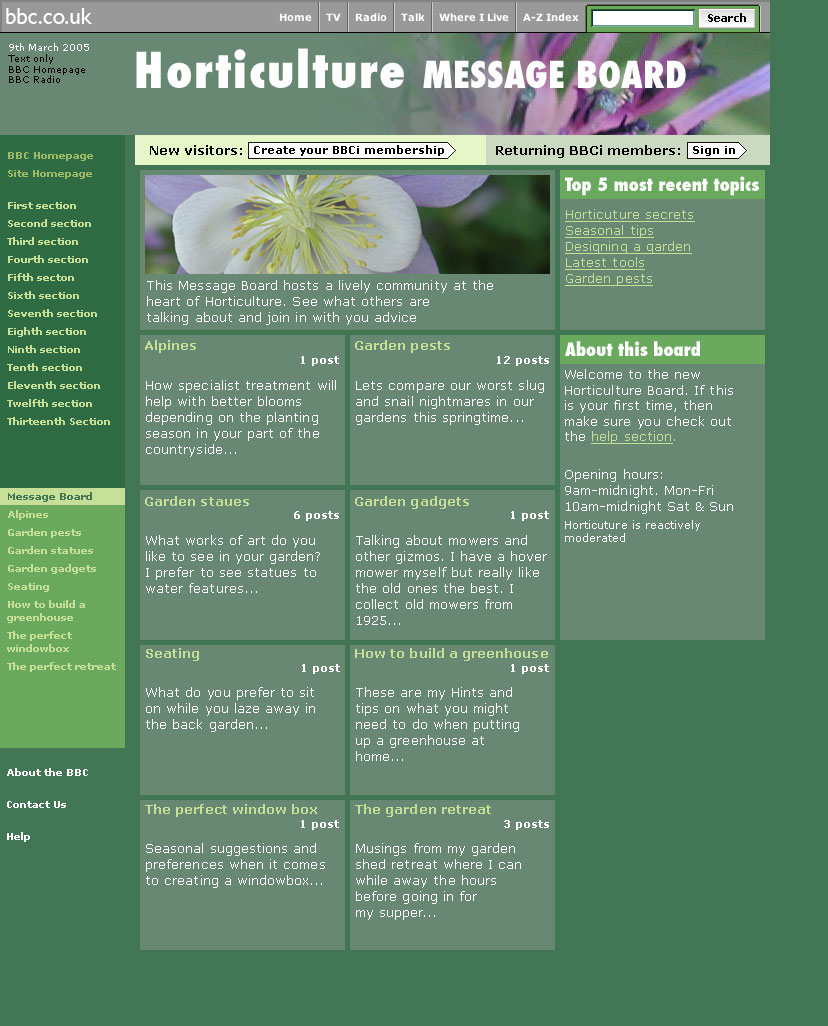 bbc.co.uk
Home
TV
Radio
Talk
Where I Live
A-Z Index
Search
9th March 2005
Text only
BBC Homepage
BBC Radio
Horticulture MESSAGE BOARD
New visitors: Create your BBCi membership
Returning BBCi members: Sign in
BBC Homepage
Site Homepage
First section
Second section
Third section
Fourth section
Fifth secton
Sixth section
Seventh section
Eighth section
Ninth section
Tenth section
Eleventh section
Twelfth section
Thirteenth Section
Message Board
Alpines
Garden pests
Garden statues
Garden gadgets
Seating
How to build a
greenhouse
The perfect
windowbox
The perfect retreat
About the BBC
Contact Us
Help
This Message Board hosts a lively community at the
heart of Horticulture. See what others are
talking about and join in with you advice
Alpines
1 post
How specialist treatment will
help with better blooms
depending on the planting
season in your part of the
countryside...
Garden pests
12 posts
Lets compare our worst slug
and snail nightmares in our
gardens this springtime...
Garden staues
6 posts
What works of art do you
like to see in your garden?
I prefer to see statues to
water features...
Garden gadgets
1 post
Talking about mowers and
other gizmos. I have a hover
mower myself but really like
the old ones the best. I
collect old mowers from
1925...
Seating
1 post
What do you prefer to sit
on while you laze away in
the back garden...
How to build a greenhouse
1 post
These are my Hints and
tips on what you might
need to do when putting
up a greenhouse at
home...
The perfect window box
1 post
Seasonal suggestions and
preferences when it comes
to creating a windowbox...
The garden retreat
3 posts
Musings from my garden
shed retreat where I can
while away the hours
before going in for
my supper...
Top 5 most recent topics
Horticuture secrets
Seasonal tips
Designing a garden
Latest tools
Garden pests
About this board
Welcome to the new
Horticulture Board. If this
is your first time, then
make sure you check out
the help section.
Opening hours:
9am-midnight. Mon-Fri
10am-midnight Sat & Sun
Horticuture is reactively
moderated